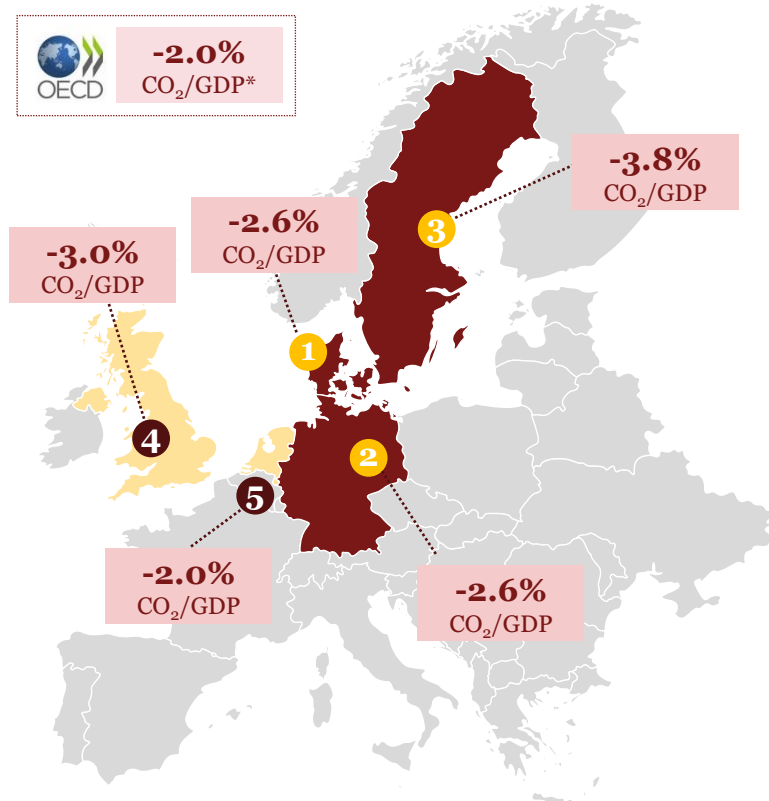 -2.0%
CO₂/GDP*
OECD
-3.8%
CO₂/GDP
-2.6%
CO₂/GDP
3
-3.0%
CO₂/GDP
1
4
2
5
-2.0%
CO₂/GDP
-2.6%
CO₂/GDP